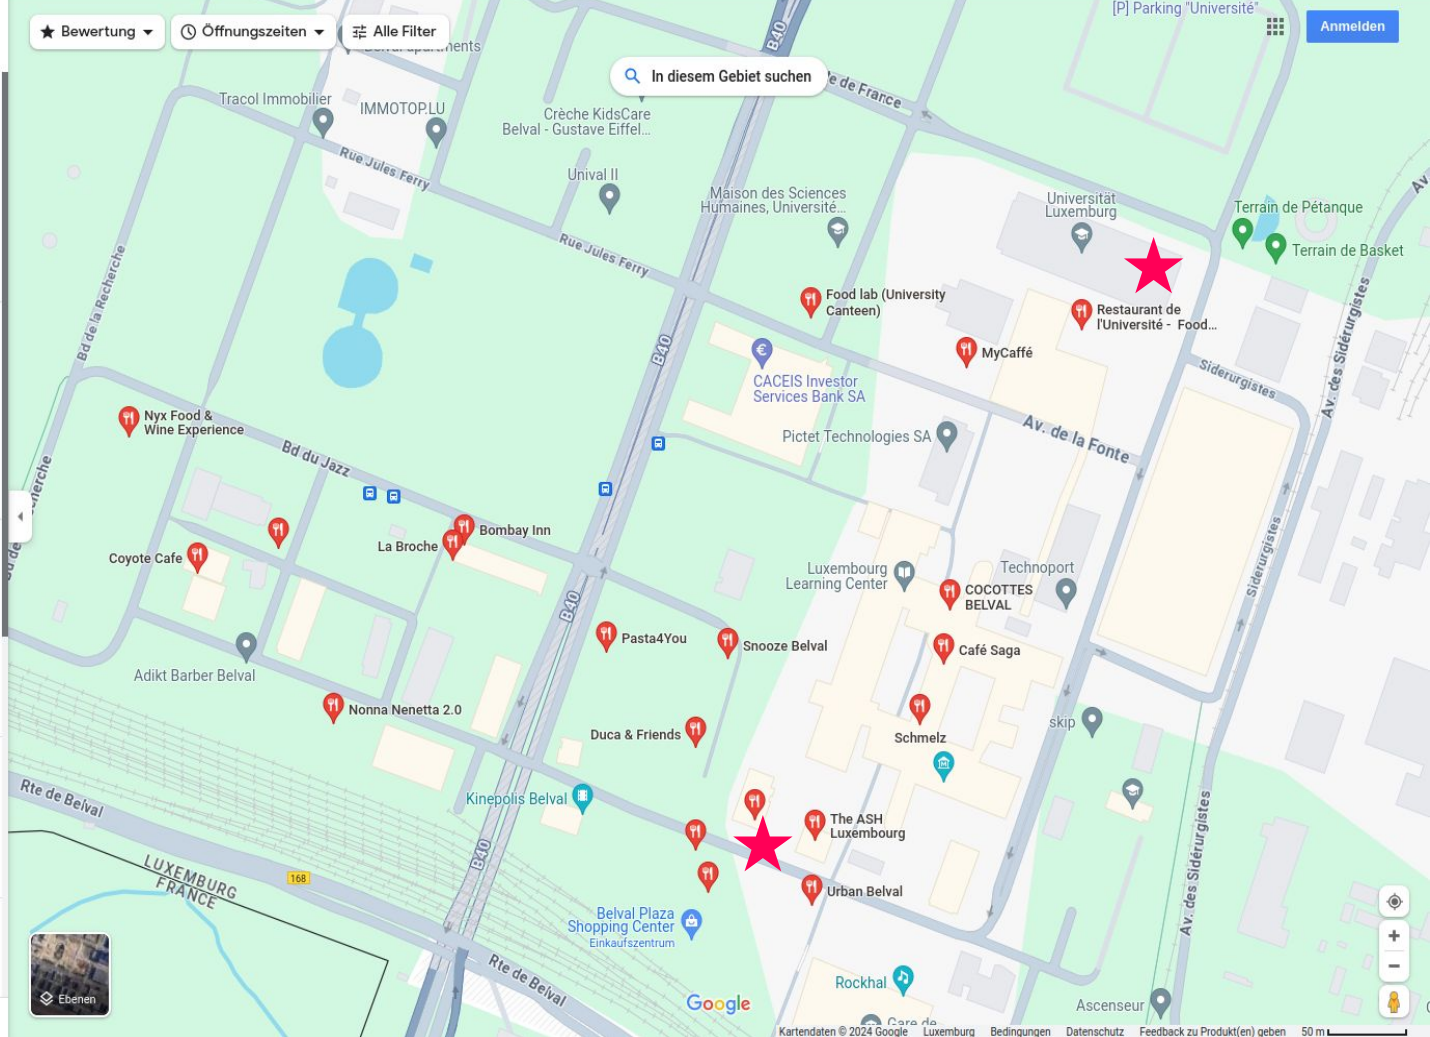 [P] Parking "Université"
Bewertung
Öffnungszeiten
Alle Filter
Anmelden
B40
In diesem Gebiet suchen
e de France
Tracol Immobilier
IMMOTOP.LU
Crèche KidsCare
Belval - Gustave Eiffel...
Rue Jules Ferry
Unival II
Maison des Sciences
Humaines, Université...
Universität
Luxemburg
Terrain de Pétanque
Terrain de Basket
Av
Rue Jules Ferry
Bd de la Recherche
Food lab (University
Canteen)
Restaurant de
l'Université - Food...
MyCaffé
B40
CACEIS Investor
Services Bank SA
Siderurgistes
Av. des Sidérurgistes
Nyx Food &
Wine Experience
Pictet Technologies SA
Av. de la Fonte
Bd du Jazz
Bombay Inn
La Broche
Coyote Cafe
Luxembourg
Learning Center
Technoport
COCOTTES
BELVAL
Siderurgistes
B40
Pasta4You
Snooze Belval
Café Saga
Adikt Barber Belval
Nonna Nenetta 2.0
Duca & Friends
Schmelz
skip
Kinepolis Belval
Rte de Belval
The ASH
Luxembourg
B40
LUXEMBURG
FRANCE
168
Urban Belval
Av. des Sidérurgistes
Belval Plaza
Shopping Center
Einkaufszentrum
Rte de Belval
Rockhal
Ebenen
Google
Ascenseur
Gare de
Kartendaten © 2024 Google
Luxemburg
Bedingungen
Datenschutz
Feedback zu Produkt(en) geben
50 m